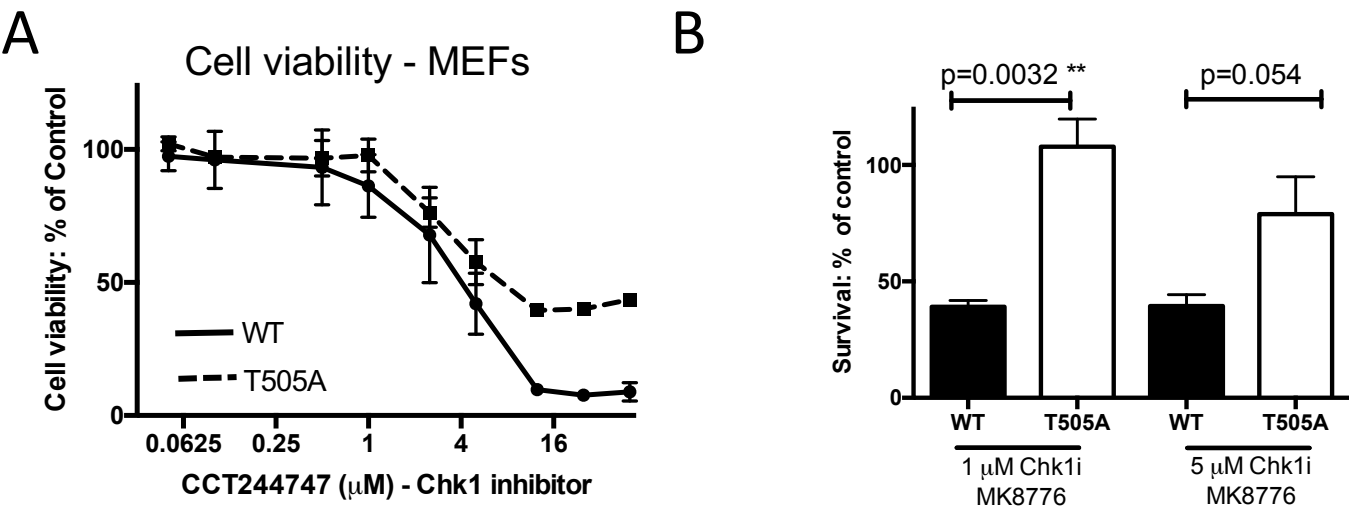 A
Cell viability - MEFs
Cell viability: % of Control
100
50
0
WT
T505A
0.0625 0.25 1 4 16
CCT244747 (μM) - Chk1 inhibitor
B
p=0.0032 ** p=0.054
Survival: % of control
100
50
0
WT T505A WT T505A
1 μM Chk1i 5 μM Chk1i
MK8776 MK8776